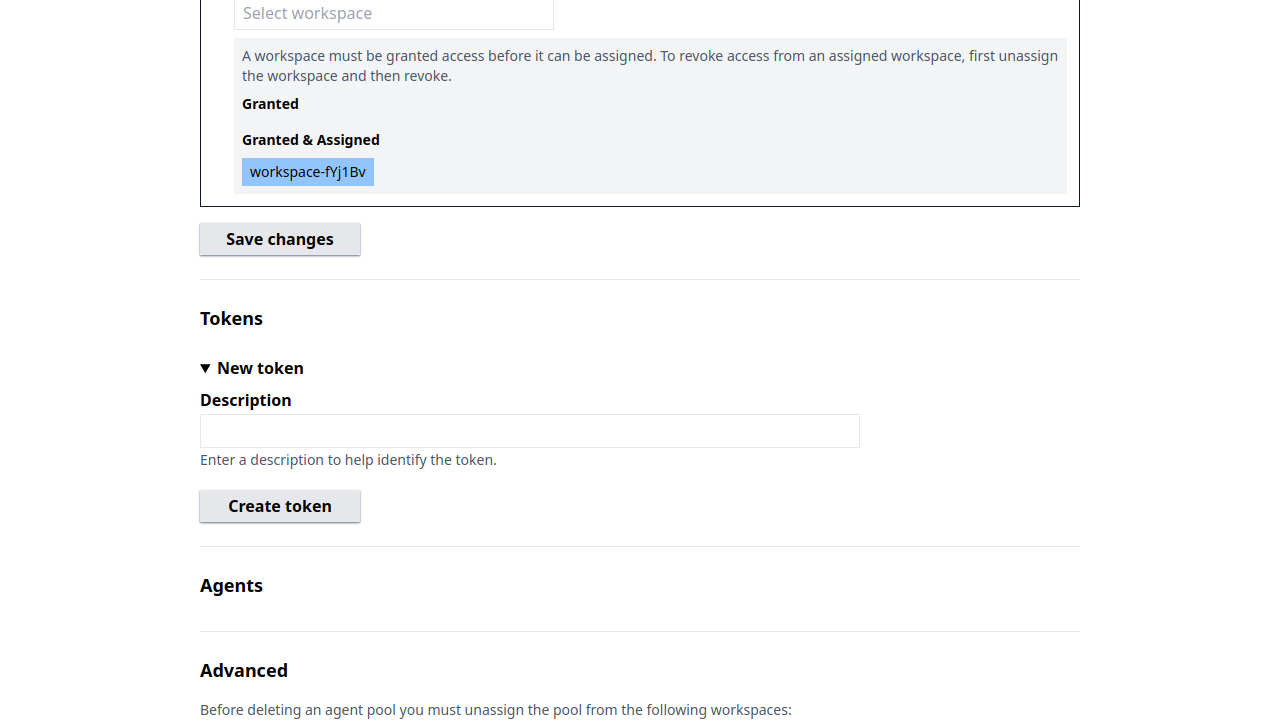 Select workspace
A workspace must be granted access before it can be assigned. To revoke access from an assigned workspace, first unassign
the workspace and then revoke.
Granted
Granted & Assigned
workspace-fYj1Bv
Save changes
Tokens
▼ New token
Description
Enter a description to help identify the token.
Create token
Agents
Advanced
Before deleting an agent pool you must unassign the pool from the following workspaces: